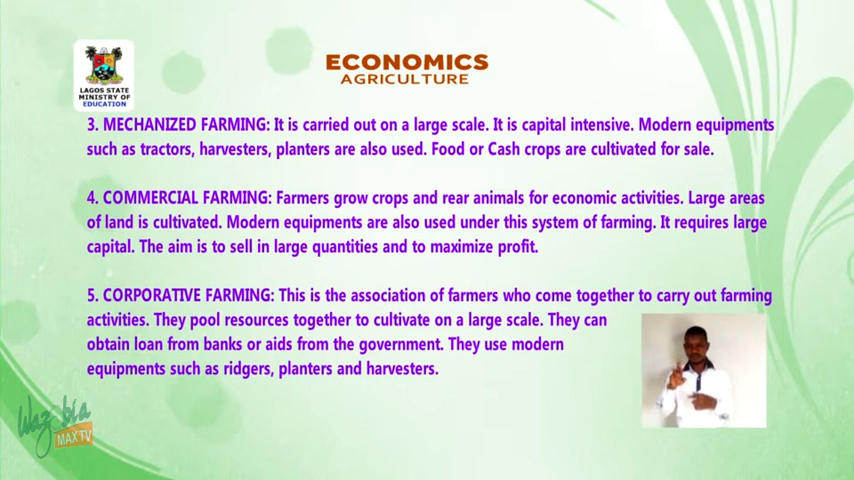 LAGOS STATE
MINISTRY OF
EDUCATION
ECONOMICS
AGRICULTURE
3. MECHANIZED FARMING: It is carried out on a large scale. It is capital intensive. Modern equipments
such as tractors, harvesters, planters are also used. Food or Cash crops are cultivated for sale.
4. COMMERCIAL FARMING: Farmers grow crops and rear animals for economic activities. Large areas
of land is cultivated. Modern equipments are also used under this system of farming. It requires large
capital. The aim is to sell in large quantities and to maximize profit.
5. CORPORATIVE FARMING: This is the association of farmers who come together to carry out farming
activities. They pool resources together to cultivate on a large scale. They can
obtain loan from banks or aids from the government. They use modern
equipments such as ridgers, planters and harvesters.
Wazobia
MAX TV